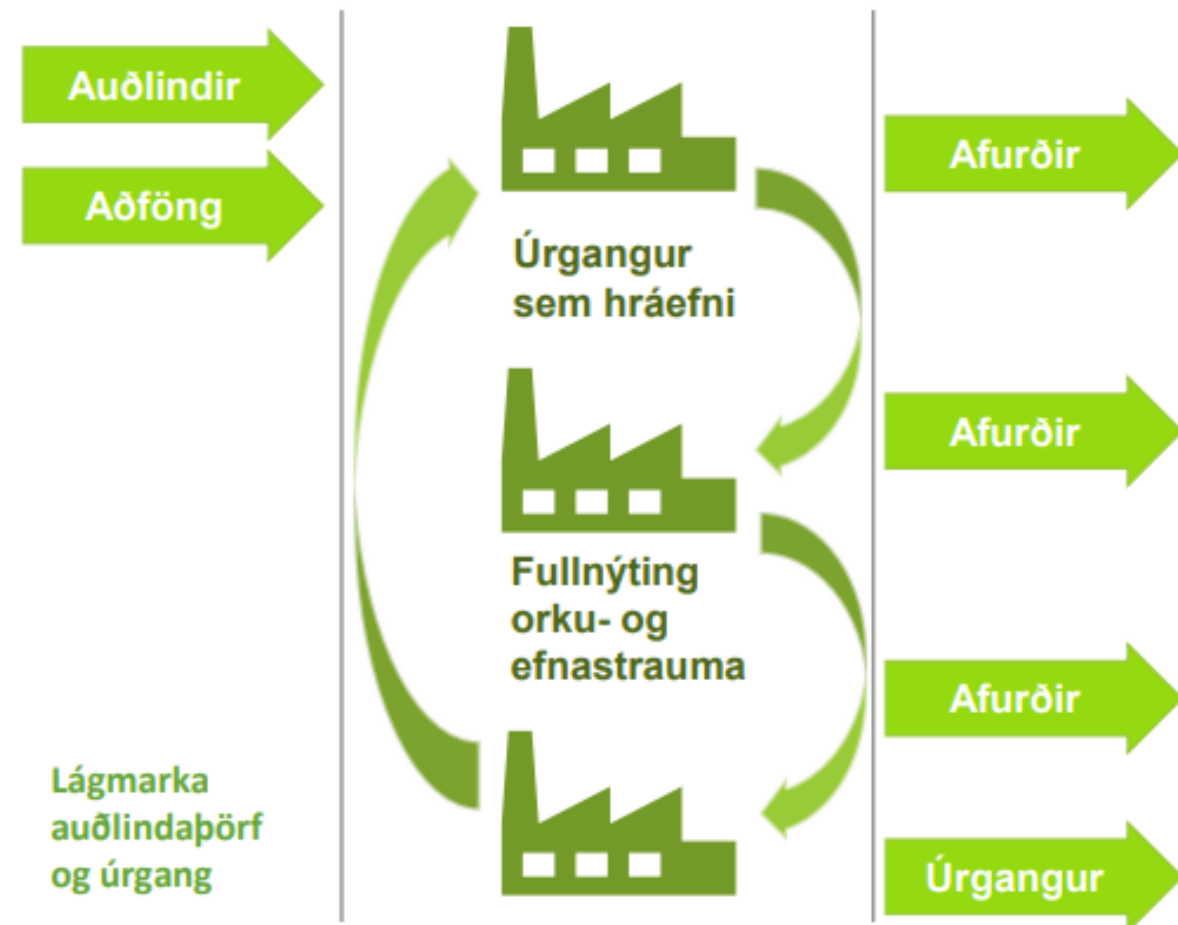 Auðlindir
Aðföng
Úrgangur
sem hráefni
Fullnýting
orku- og
efnastrauma
Lágmarka
auðlindaþörf
og úrgang
Afurðir
Afurðir
Afurðir
Úrgangur